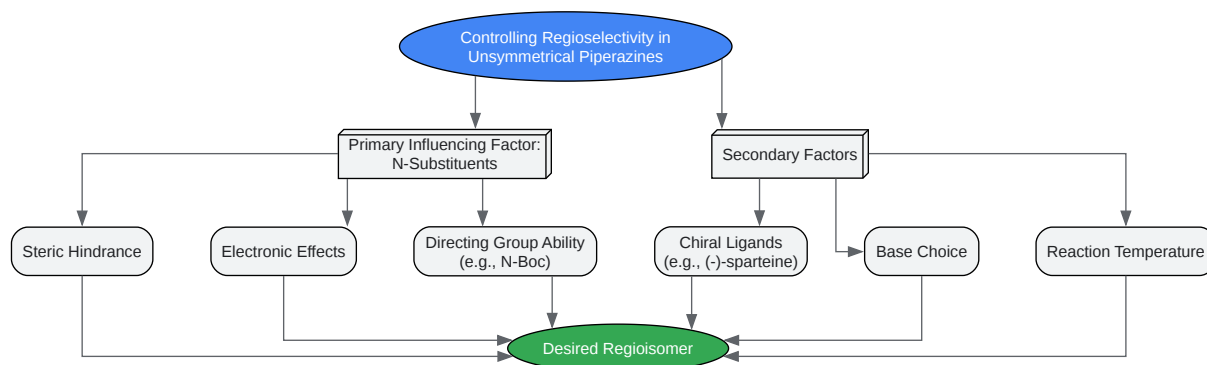 Controlling Regioselectivity in
Unsymmetrical Piperazines
Primary Influencing Factor:
N-Substituents
Secondary Factors
Steric Hindrance
Electronic Effects
Directing Group Ability
(e.g., N-Boc)
Chiral Ligands
(e.g., (-)-sparteine)
Base Choice
Reaction Temperature
Desired Regioisomer